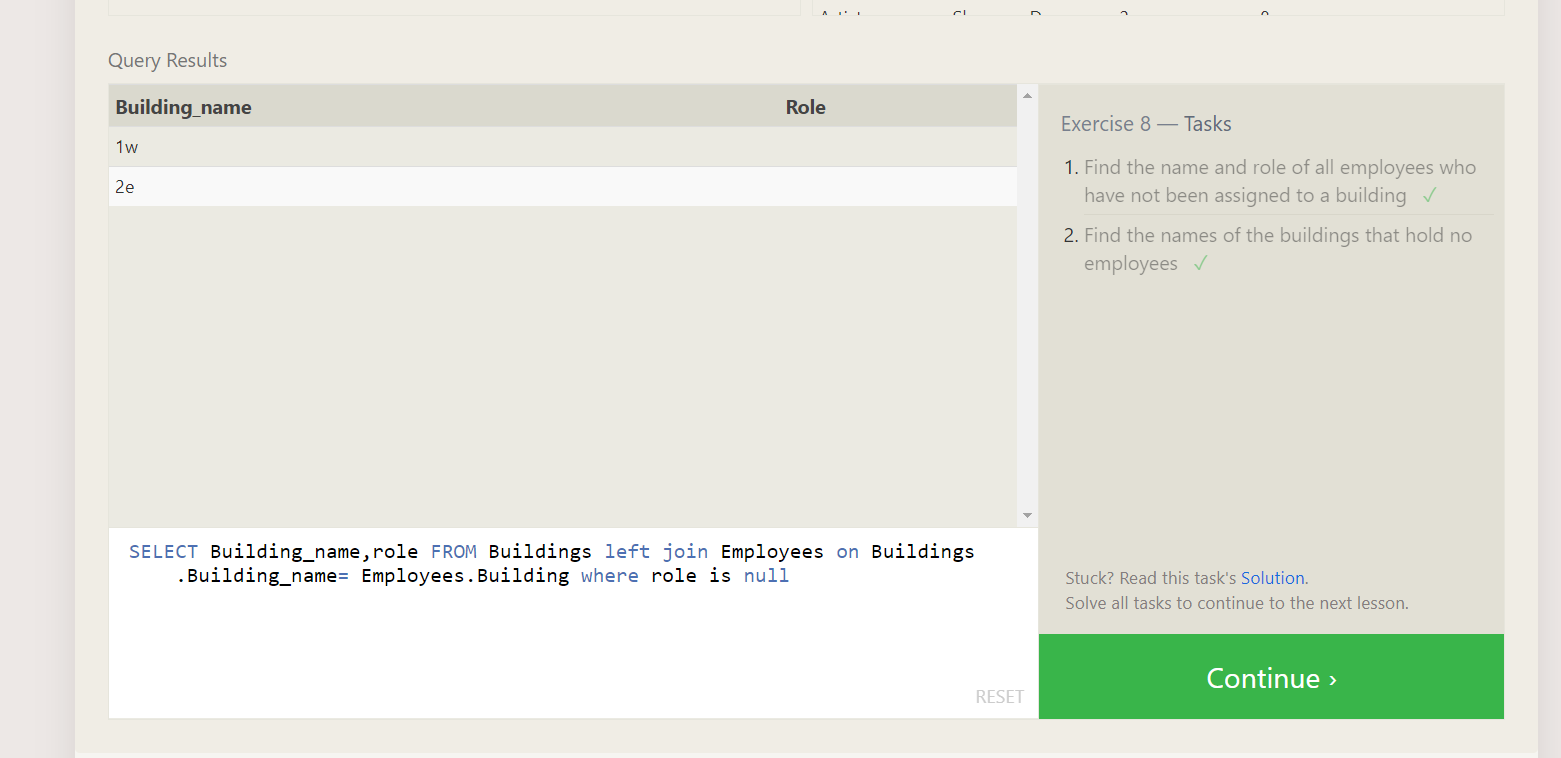 Query Results
Building_name Role
1w
2e
SELECT Building_name,role FROM Buildings left join Employees on Buildings
.Building_name= Employees.Building where role is null
RESET
Exercise 8 — Tasks
1. Find the name and role of all employees who
have not been assigned to a building ✓
2. Find the names of the buildings that hold no
employees ✓
Stuck? Read this task's Solution.
Solve all tasks to continue to the next lesson.
Continue ›